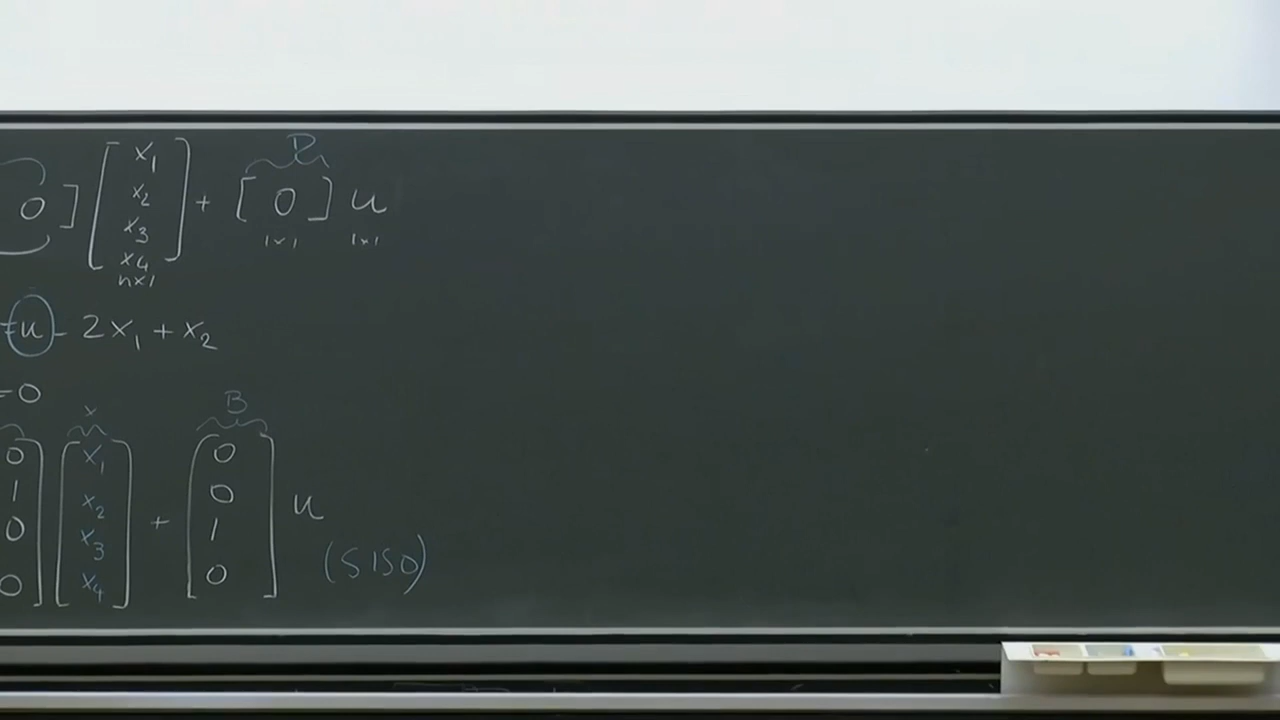 D
0 ] [ x₁ x₂ x₃ x₄ ] + [ 0 ] u
n×1 1×1 1×1
= u - 2x₁ + x₂
=0
x B
0 1 0 0 ] [ x₁ x₂ x₃ x₄ ] + [ 0 0 1 0 ] u
(SISO)